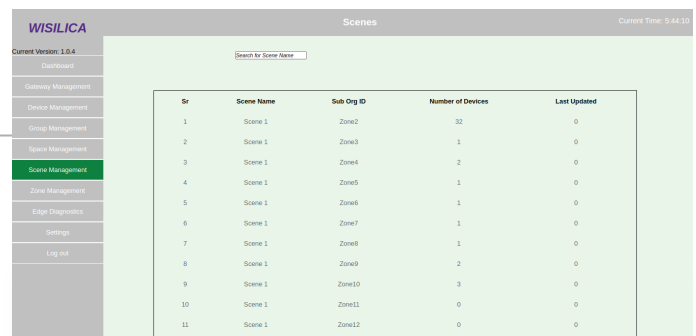 WISILICA
Scenes
Current Time: 5:44:10
Current Version: 1.0.4
Search for Scene Name
Dashboard
Gateway Management
Device Management
Group Management
Space Management
Scene Management
Zone Management
Edge Diagnostics
Settings
Log out
Sr Scene Name Sub Org ID Number of Devices Last Updated
1 Scene 1 Zone2 32 0
2 Scene 1 Zone3 1 0
3 Scene 1 Zone4 2 0
4 Scene 1 Zone5 1 0
5 Scene 1 Zone6 1 0
6 Scene 1 Zone7 1 0
7 Scene 1 Zone8 1 0
8 Scene 1 Zone9 2 0
9 Scene 1 Zone10 3 0
10 Scene 1 Zone11 0 0
11 Scene 1 Zone12 0 0